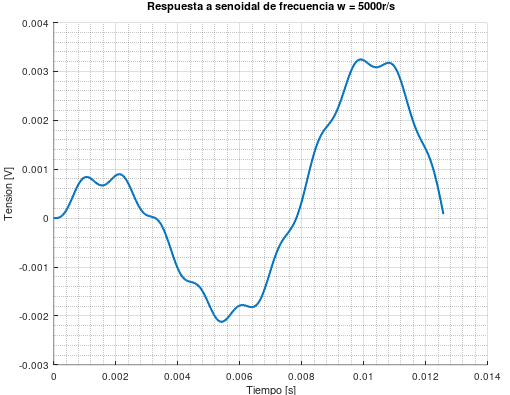 Respuesta a senoidal de frecuencia w = 5000r/s
0.004
0.003
0.002
0.001
0
-0.001
-0.002
-0.003
Tension [V]
0 0.002 0.004 0.006 0.008 0.01 0.012 0.014
Tiempo [s]